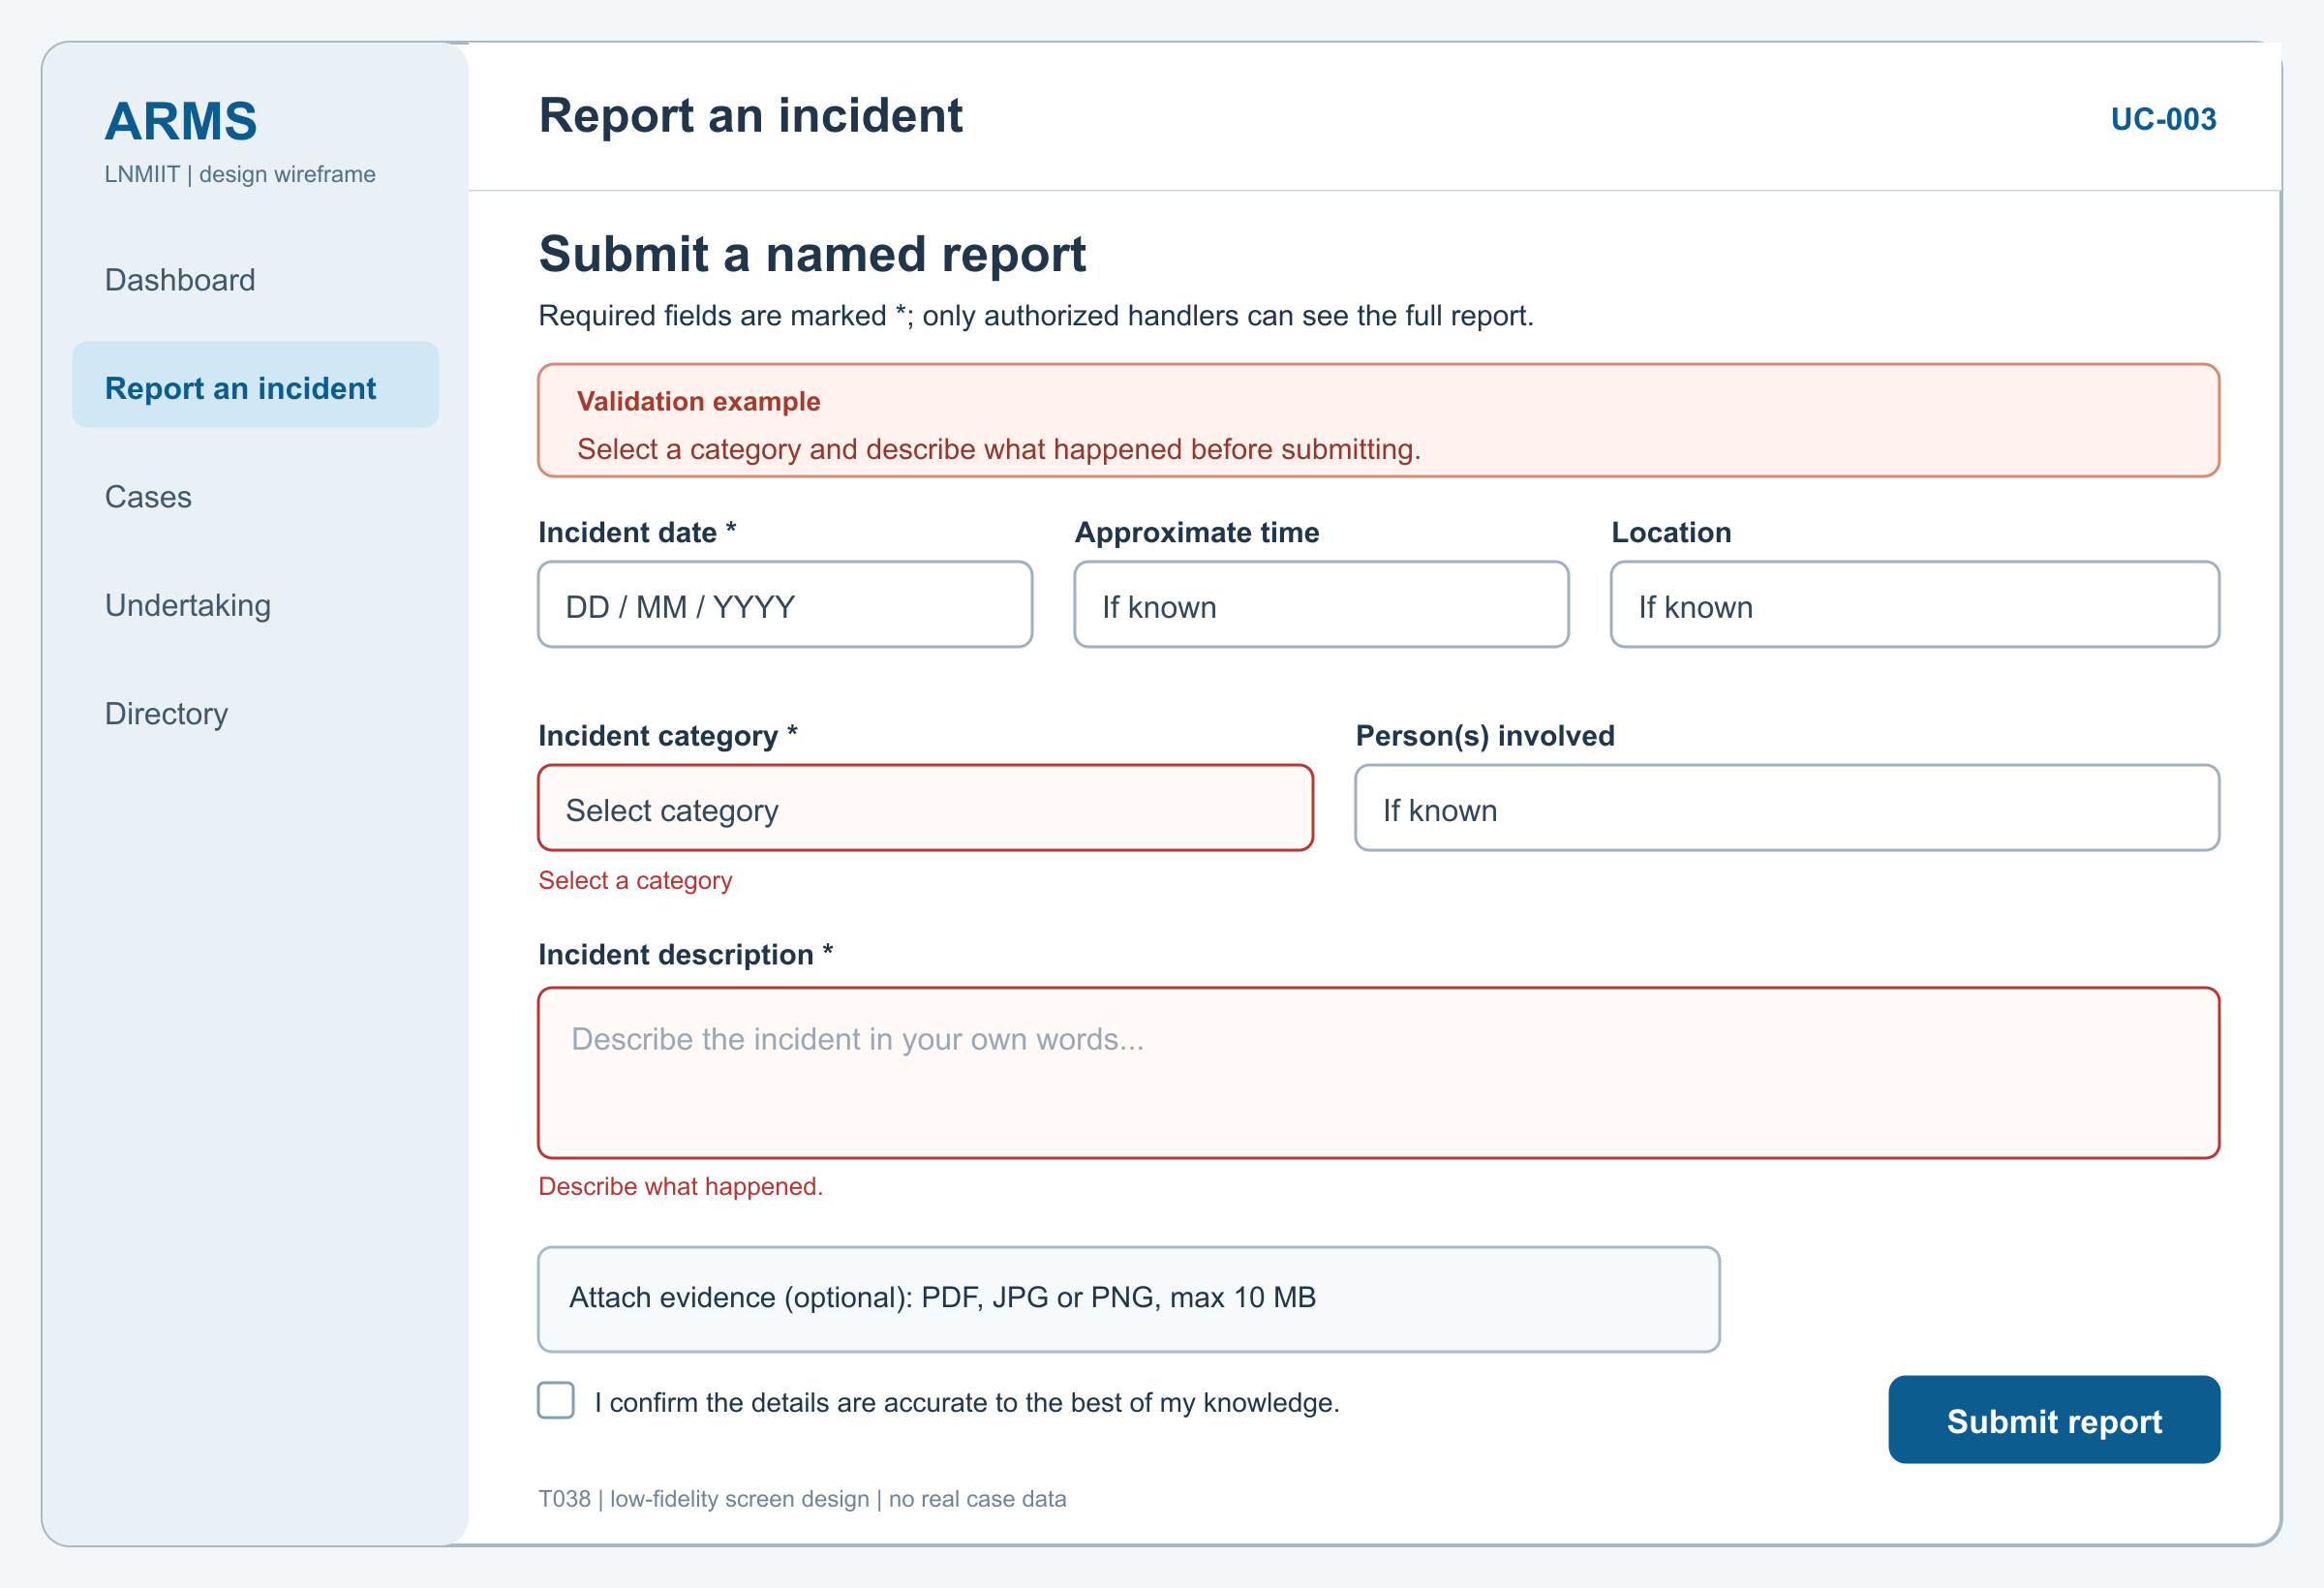 ARMS
LNMIIT | design wireframe
Dashboard
Report an incident
Cases
Undertaking
Directory
Report an incident
UC-003
Submit a named report
Required fields are marked *; only authorized handlers can see the full report.
Validation example
Select a category and describe what happened before submitting.
Incident date *
Approximate time
Location
DD / MM / YYYY
If known
If known
Incident category *
Person(s) involved
Select category
If known
Select a category
Incident description *
Describe the incident in your own words...
Describe what happened.
Attach evidence (optional): PDF, JPG or PNG, max 10 MB
I confirm the details are accurate to the best of my knowledge.
Submit report
T038 | low-fidelity screen design | no real case data